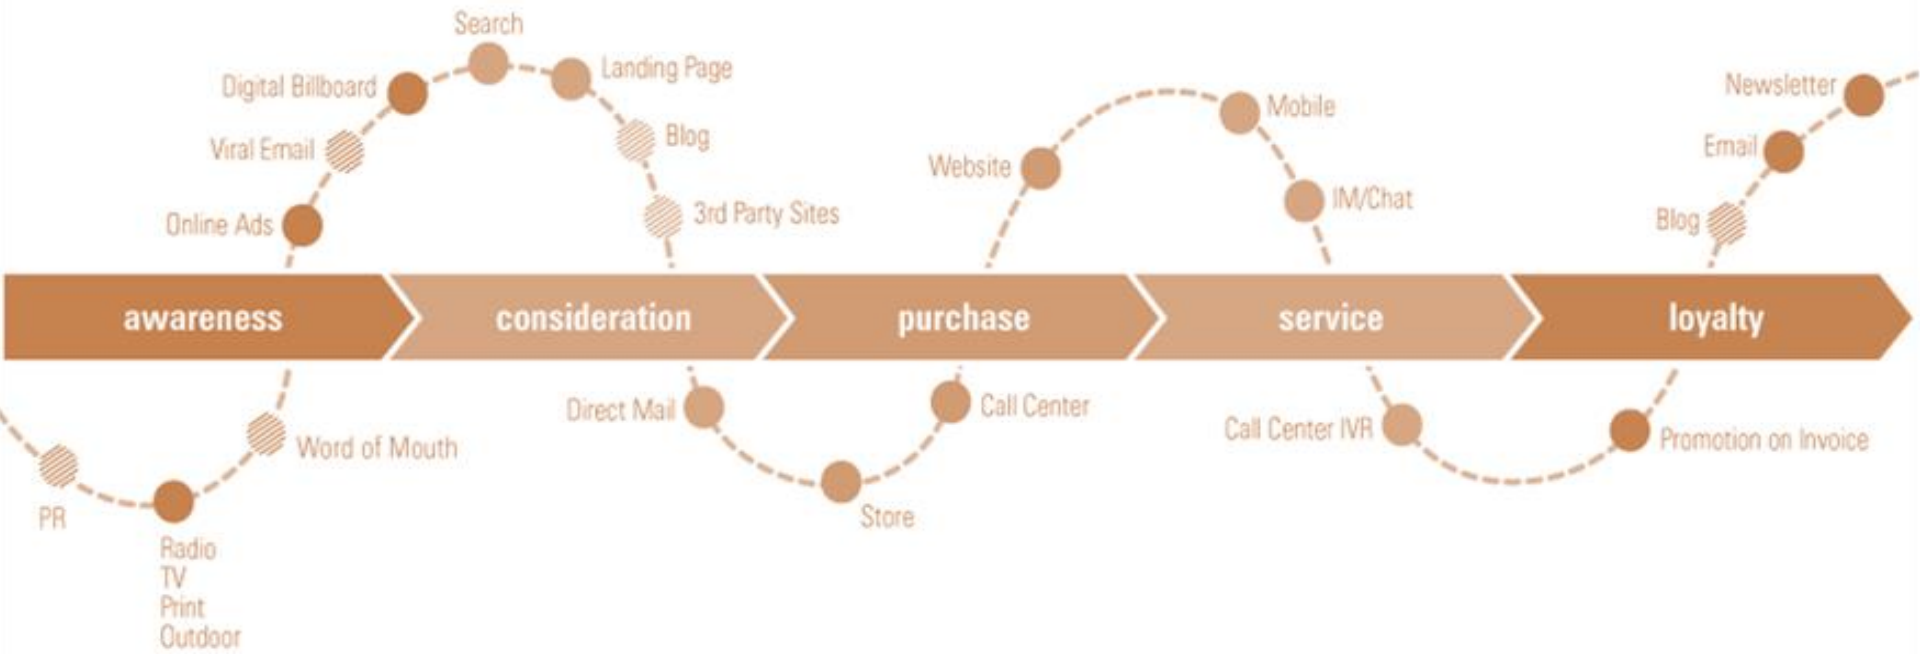 Search
Landing Page
Digital Billboard
Blog
Viral Email
3rd Party Sites
Online Ads
Mobile
Website
IM/Chat
Newsletter
Email
Blog
awareness
consideration
purchase
service
loyalty
Word of Mouth
PR
Radio
TV
Print
Outdoor
Direct Mail
Call Center
Store
Call Center IVR
Promotion on Invoice